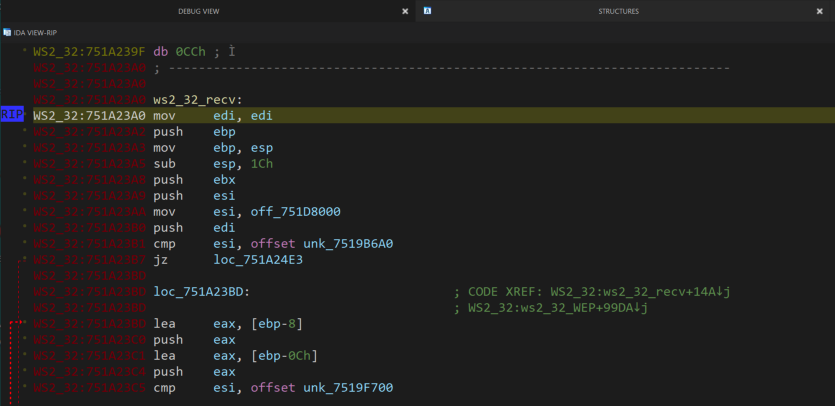 DEBUG VIEW
STRUCTURES
IDA VIEW-RIP
WS2_32:751A239F db 0CCh ; Ì
WS2_32:751A23A0 ; ---------------------------------------------------------------------------
WS2_32:751A23A0
WS2_32:751A23A0 ws2_32_recv:
RIP WS2_32:751A23A0 mov edi, edi
WS2_32:751A23A2 push ebp
WS2_32:751A23A3 mov ebp, esp
WS2_32:751A23A5 sub esp, 1Ch
WS2_32:751A23A8 push ebx
WS2_32:751A23A9 push esi
WS2_32:751A23AA mov esi, off_751D8000
WS2_32:751A23B0 push edi
WS2_32:751A23B1 cmp esi, offset unk_7519B6A0
WS2_32:751A23B7 jz loc_751A24E3
WS2_32:751A23BD
WS2_32:751A23BD loc_751A23BD: ; CODE XREF: WS2_32:ws2_32_recv+14A↓j
WS2_32:751A23BD ; WS2_32:ws2_32_WEP+99DA↓j
WS2_32:751A23BD lea eax, [ebp-8]
WS2_32:751A23C0 push eax
WS2_32:751A23C1 lea eax, [ebp-0Ch]
WS2_32:751A23C4 push eax
WS2_32:751A23C5 cmp esi, offset unk_7519F700